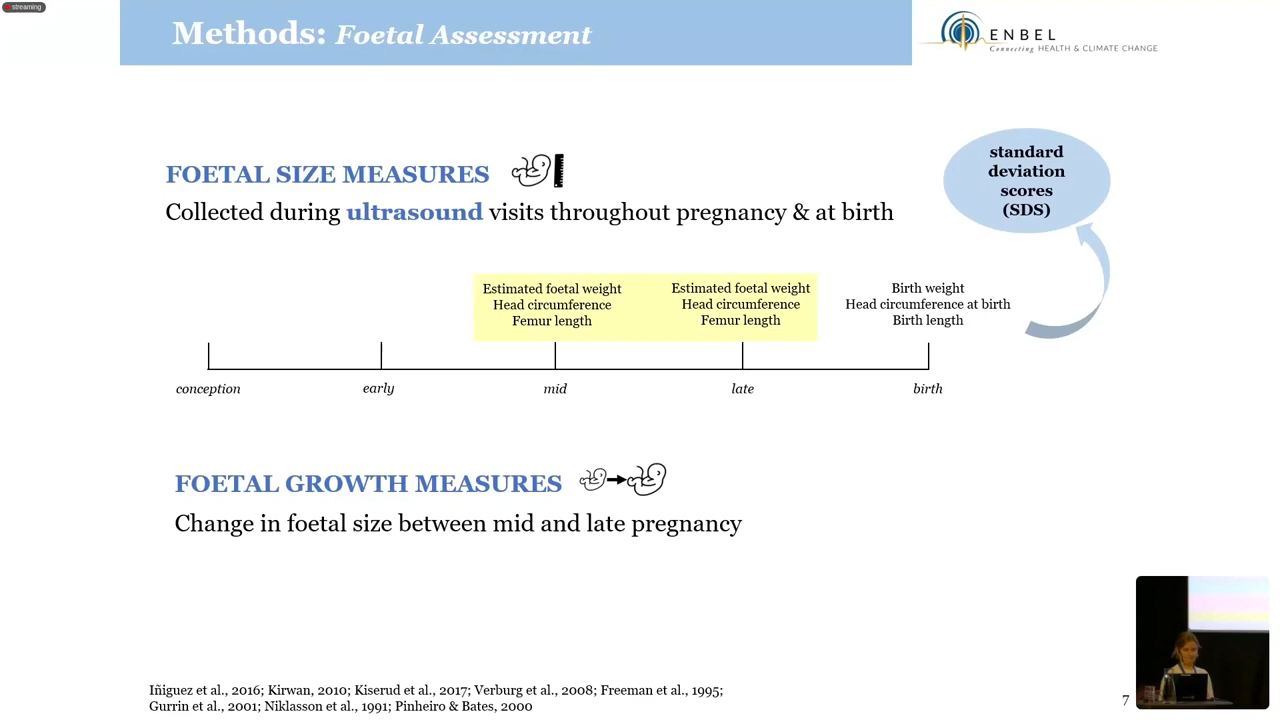 streaming
Methods: Foetal Assessment
ENBEL
Connecting HEALTH & CLIMATE CHANGE
FOETAL SIZE MEASURES
Collected during ultrasound visits throughout pregnancy & at birth
standard
deviation
scores
(SDS)
Estimated foetal weight
Head circumference
Femur length
Estimated foetal weight
Head circumference
Femur length
Birth weight
Head circumference at birth
Birth length
conception
early
mid
late
birth
FOETAL GROWTH MEASURES
Change in foetal size between mid and late pregnancy
Iñiguez et al., 2016; Kirwan, 2010; Kiserud et al., 2017; Verburg et al., 2008; Freeman et al., 1995;
Gurrin et al., 2001; Niklasson et al., 1991; Pinheiro & Bates, 2000
7